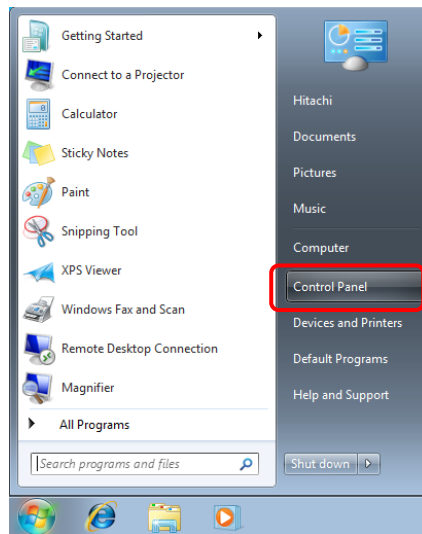 Getting Started
Connect to a Projector
Calculator
Sticky Notes
Paint
Snipping Tool
XPS Viewer
Windows Fax and Scan
Remote Desktop Connection
Magnifier
All Programs
Search programs and files
Hitachi
Documents
Pictures
Music
Computer
Control Panel
Devices and Printers
Default Programs
Help and Support
Shut down